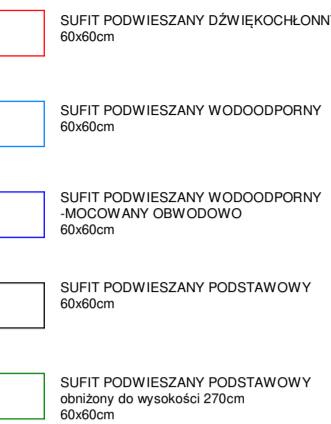 SUFIT PODWIESZANY DŹWIĘKOCHŁONN
60x60cm
SUFIT PODWIESZANY WODOODPORNY
60x60cm
SUFIT PODWIESZANY WODOODPORNY
-MOCOWANY OBWODOWO
60x60cm
SUFIT PODWIESZANY PODSTAWOWY
60x60cm
SUFIT PODWIESZANY PODSTAWOWY
obniżony do wysokości 270cm
60x60cm